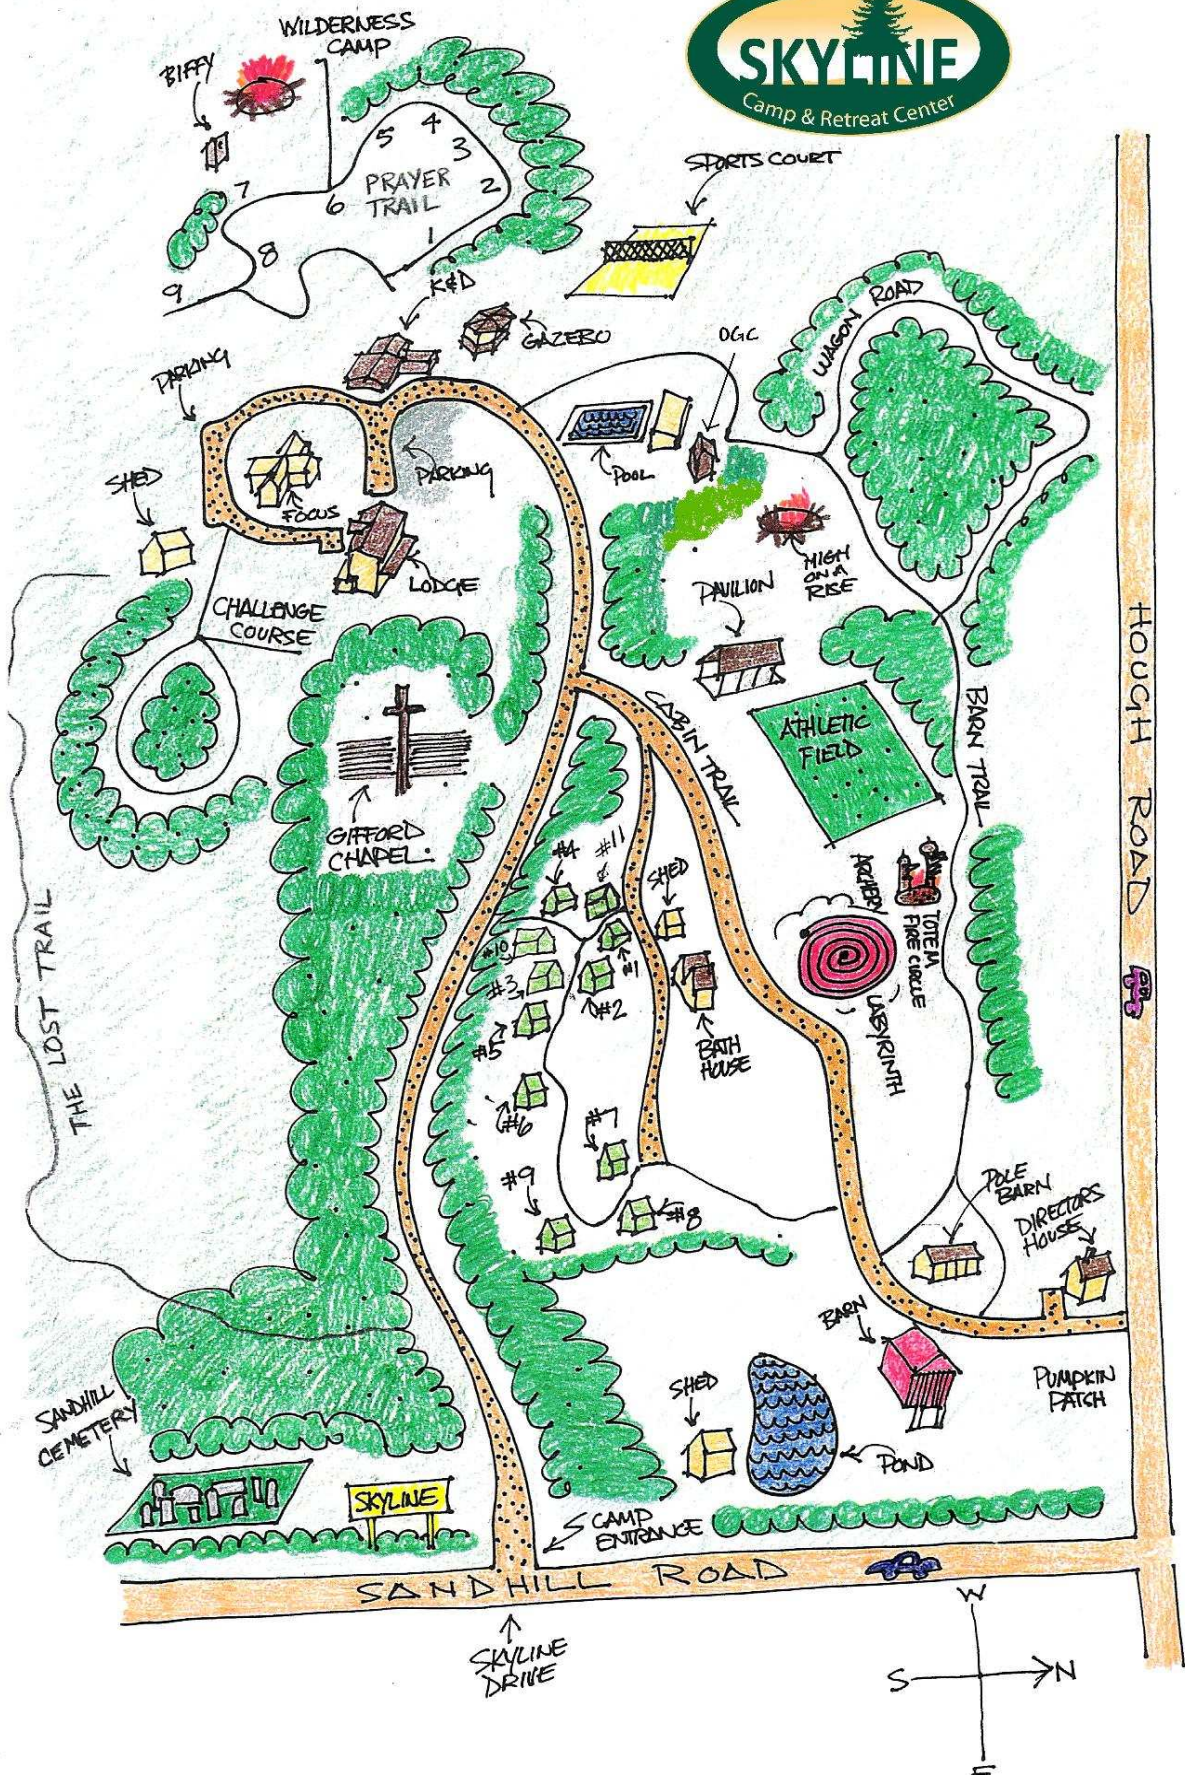 SKYLINE
Camp & Retreat Center
WILDERNESS
CAMP
BIFFY
SPORTS COURT
5
4
3
2
1
PRAYER
TRAIL
6
7
8
9
K&D
GAZEBO
OGC
WAGON ROAD
PARKING
PARKING
POOL
SHED
FOCUS
LODGE
HIGH
ON A
RISE
PAVILION
CHALLENGE
COURSE
HOUGH ROAD
CABIN TRAIL
ATHLETIC
FIELD
BARN TRAIL
GIFFORD
CHAPEL
#4
#11
SHED
ARCHERY
TOTEM
FIRE CIRCLE
#10
#1
#3
#2
#5
BATH
HOUSE
LABYRINTH
THE LOST TRAIL
#6
#7
#9
#8
POLE
BARN
DIRECTORS
HOUSE
BARN
PUMPKIN
PATCH
SHED
POND
SANDHILL
CEMETERY
SKYLINE
CAMP
ENTRANCE
SANDHILL ROAD
SKYLINE
DRIVE
W
S
N
E